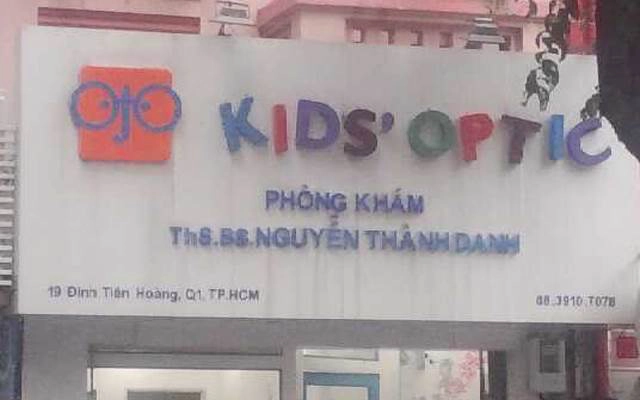 KIDS' OPTIC
PHÒNG KHÁM
ThS.BS.NGUYỄN THÀNH DANH
19 Đinh Tiên Hoàng, Q1, TP.HCM
08.3910.7078